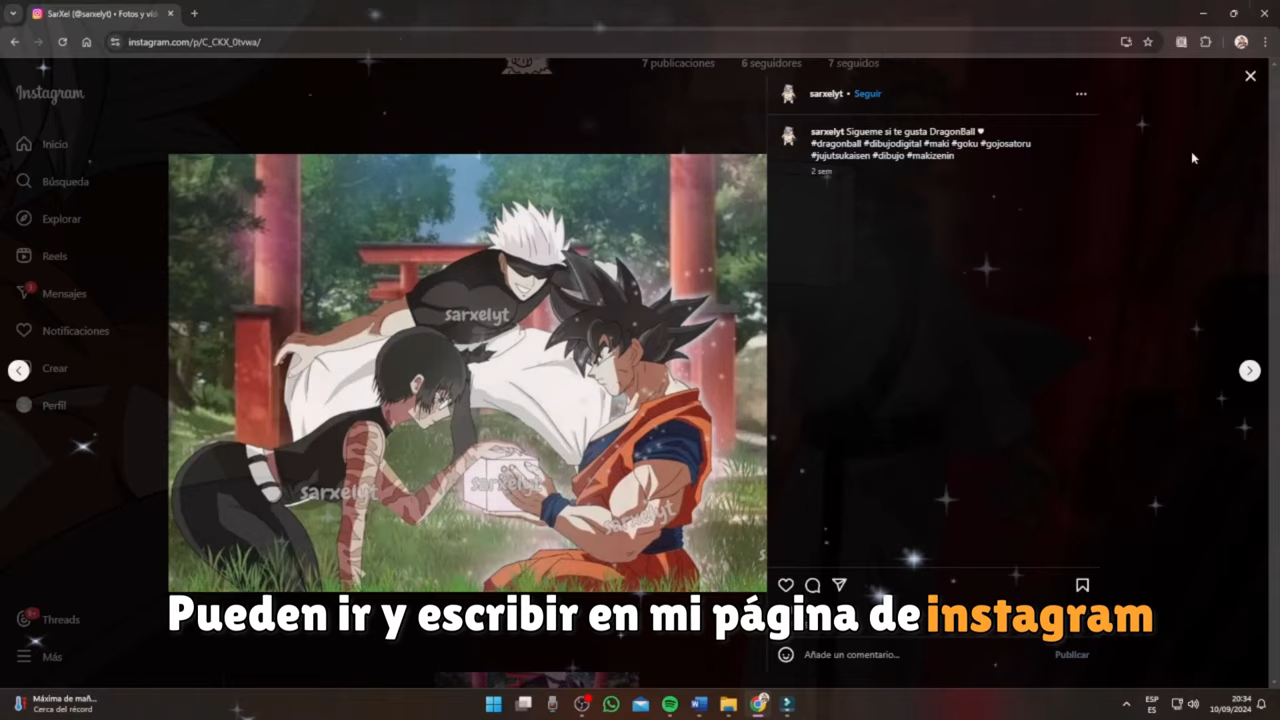 SarXel (@sarxelyt) • Fotos y vid
instagram.com/p/C_CKX_0tvwa/
7 publicaciones 6 seguidores 7 seguidos
Instagram
sarxelyt • Seguir
Inicio
sarxelyt Sigueme si te gusta DragonBall ♥
#dragonball #dibujodigital #maki #goku #gojosatoru
#jujutsukaisen #dibujo #makizenin
2 sem
Búsqueda
Explorar
Reels
3
Mensajes
Notificaciones
Crear
Perfil
sarxelyt
sarxelyt
sarxelyt
sarxelyt
Pueden ir y escribir en mi página de instagram
9+
Threads
Más
Añade un comentario...
Publicar
Máxima de mañ...
Cerca del récord
ESP
ES
20:34
10/09/2024